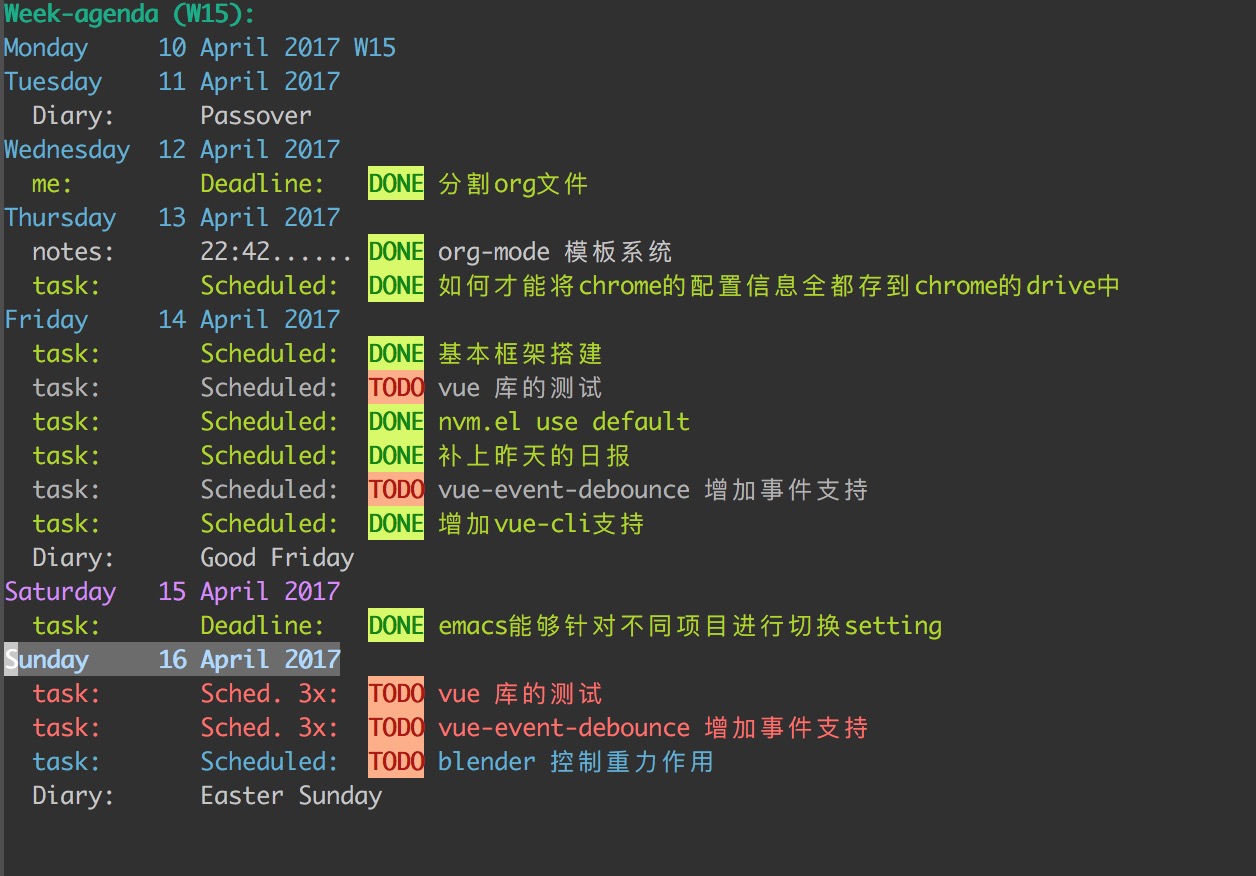 Week-agenda (W15):
Monday 10 April 2017 W15
Tuesday 11 April 2017
Diary: Passover
Wednesday 12 April 2017
me: Deadline: DONE 分割org文件
Thursday 13 April 2017
notes: 22:42...... DONE org-mode 模板系统
task: Scheduled: DONE 如何才能将chrome的配置信息全都存到chrome的drive中
Friday 14 April 2017
task: Scheduled: DONE 基本框架搭建
task: Scheduled: TODO vue 库的测试
task: Scheduled: DONE nvm.el use default
task: Scheduled: DONE 补上昨天的日报
task: Scheduled: TODO vue-event-debounce 增加事件支持
task: Scheduled: DONE 增加vue-cli支持
Diary: Good Friday
Saturday 15 April 2017
task: Deadline: DONE emacs能够针对不同项目进行切换setting
Sunday 16 April 2017
task: Sched. 3x: TODO vue 库的测试
task: Sched. 3x: TODO vue-event-debounce 增加事件支持
task: Scheduled: TODO blender 控制重力作用
Diary: Easter Sunday